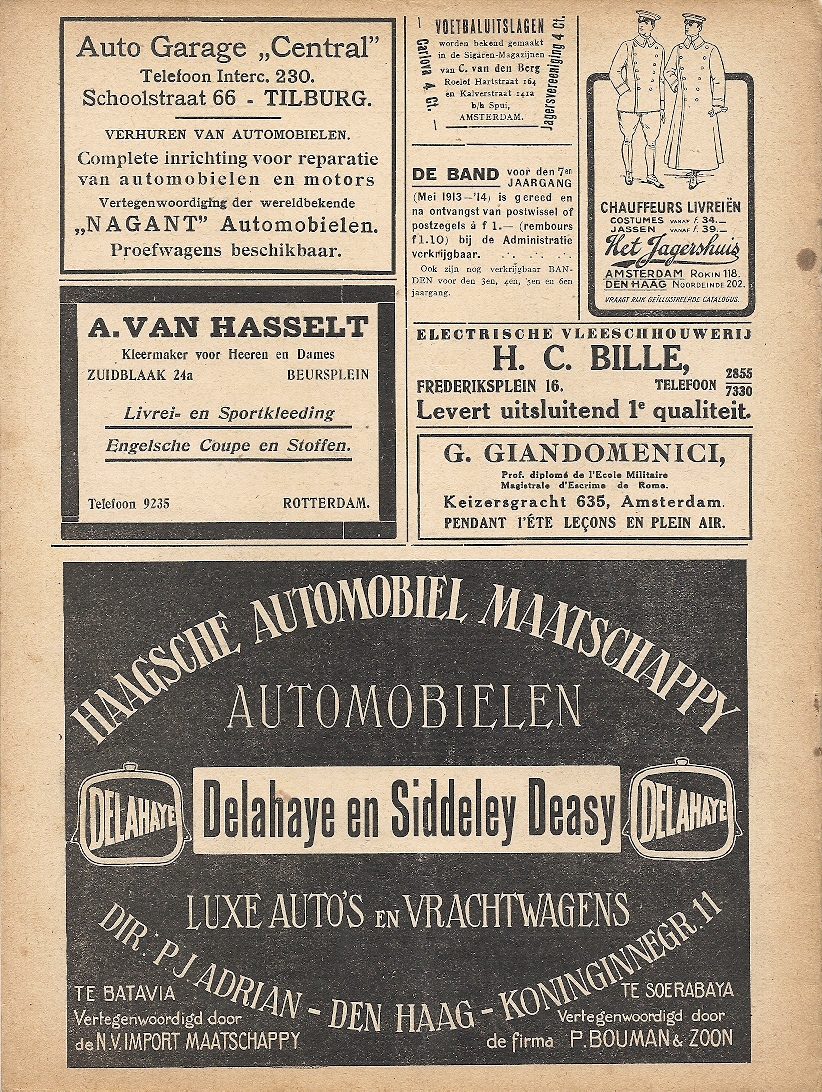 Auto Garage „Central”
Telefoon Interc. 230.
Schoolstraat 66 - TILBURG.
VERHUREN VAN AUTOMOBIELEN.
Complete inrichting voor reparatie
van automobielen en motors
Vertegenwoordiging der wereldbekende
„NAGANT” Automobielen.
Proefwagens beschikbaar.
A. VAN HASSELT
Kleermaker voor Heeren en Dames
ZUIDBLAAK 24a BEURSPLEIN
Livrei- en Sportkleeding
Engelsche Coupe en Stoffen.
Telefoon 9235 ROTTERDAM.
Carlova 4 Ct.
VOETBALUITSLAGEN
worden bekend gemaakt
in de Sigaren-Magazijnen
van C. van den Berg
Roelof Hartstraat 164
en Kalverstraat 141a
b/h Spui,
AMSTERDAM.
Jagersvereeniging 4 Ct.
DE BAND voor den 7en
JAARGANG
(Mei 1913-'14) is gereed en
na ontvangst van postwissel of
postzegels à f 1.— (rembours
f 1.10) bij de Administratie
verkrijgbaar. . . . . .
Ook zijn nog verkrijgbaar BAN-
DEN voor den 3en, 4en, 5en en 6en
jaargang.
CHAUFFEURS LIVREIËN
COSTUMES VANAF f. 34.—
JASSEN VANAF f. 39.—
Het Jagershuis
AMSTERDAM ROKIN 118.
DEN HAAG NOORDEINDE 202.
VRAAGT RIJK GEÏLLUSTREERDE CATALOGUS.
ELECTRISCHE VLEESCHHOUWERIJ
H. C. BILLE,
FREDERIKSPLEIN 16. TELEFOON 2855
7330
Levert uitsluitend 1e qualiteit.
G. GIANDOMENICI,
Prof. diplomé de l'Ecole Militaire
Magistrale d'Escrime de Rome.
Keizersgracht 635, Amsterdam.
PENDANT l'ÉTE LEÇONS EN PLEIN AIR.
HAAGSCHE AUTOMOBIEL MAATSCHAPPY
AUTOMOBIELEN
DELAHAYE
Delahaye en Siddeley Deasy
DELAHAYE
LUXE AUTO'S EN VRACHTWAGENS
DIR. P.J. ADRIAN - DEN HAAG - KONINGINNEGR. 11
TE BATAVIA
Vertegenwoordigd door
de N.V. IMPORT MAATSCHAPPY
TE SOERABAYA
Vertegenwoordigd door
de firma P. BOUMAN & ZOON